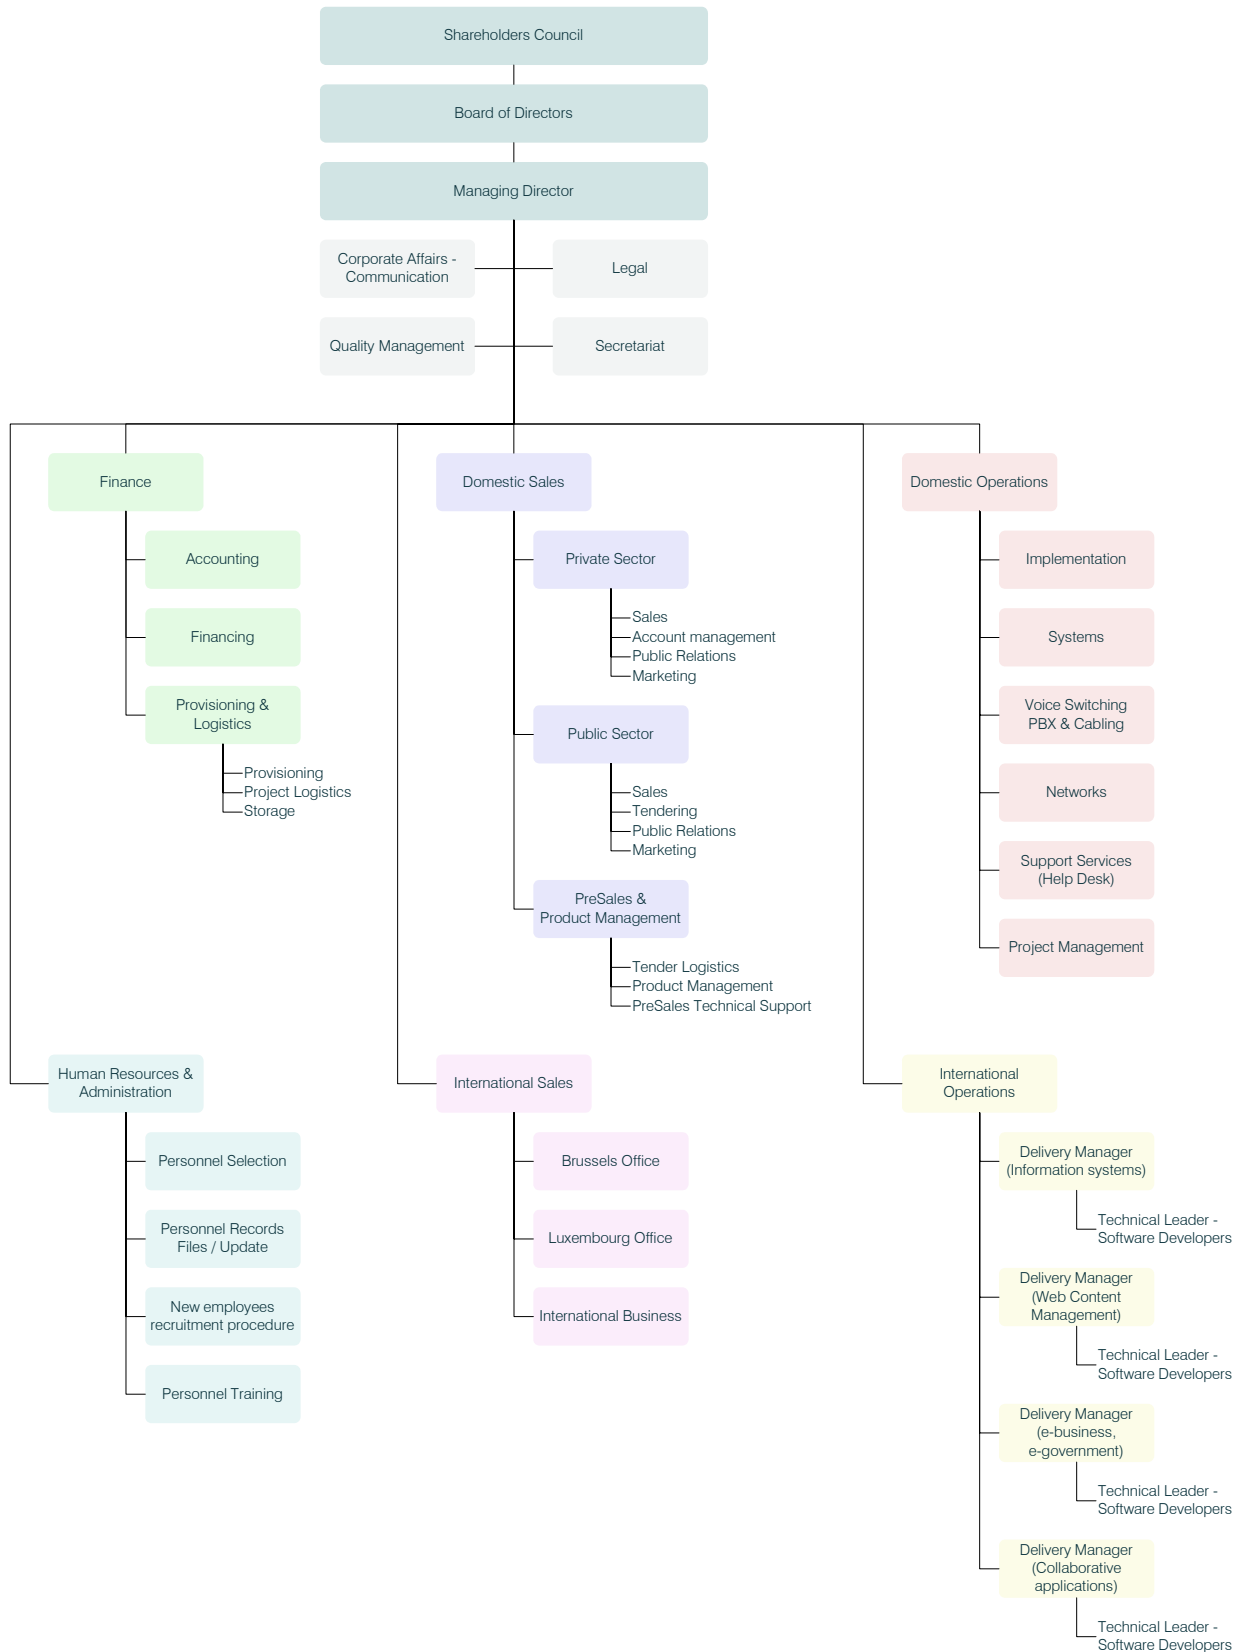 Shareholders Council
Board of Directors
Managing Director
Corporate Affairs -
Communication
Legal
Quality Management
Secretariat
Finance
Accounting
Financing
Provisioning &
Logistics
Provisioning
Project Logistics
Storage
Domestic Sales
Private Sector
Sales
Account management
Public Relations
Marketing
Public Sector
Sales
Tendering
Public Relations
Marketing
PreSales &
Product Management
Tender Logistics
Product Management
PreSales Technical Support
Domestic Operations
Implementation
Systems
Voice Switching
PBX & Cabling
Networks
Support Services
(Help Desk)
Project Management
Human Resources &
Administration
Personnel Selection
Personnel Records
Files / Update
New employees
recruitment procedure
Personnel Training
International Sales
Brussels Office
Luxembourg Office
International Business
International
Operations
Delivery Manager
(Information systems)
Technical Leader -
Software Developers
Delivery Manager
(Web Content
Management)
Technical Leader -
Software Developers
Delivery Manager
(e-business,
e-government)
Technical Leader -
Software Developers
Delivery Manager
(Collaborative
applications)
Technical Leader -
Software Developers